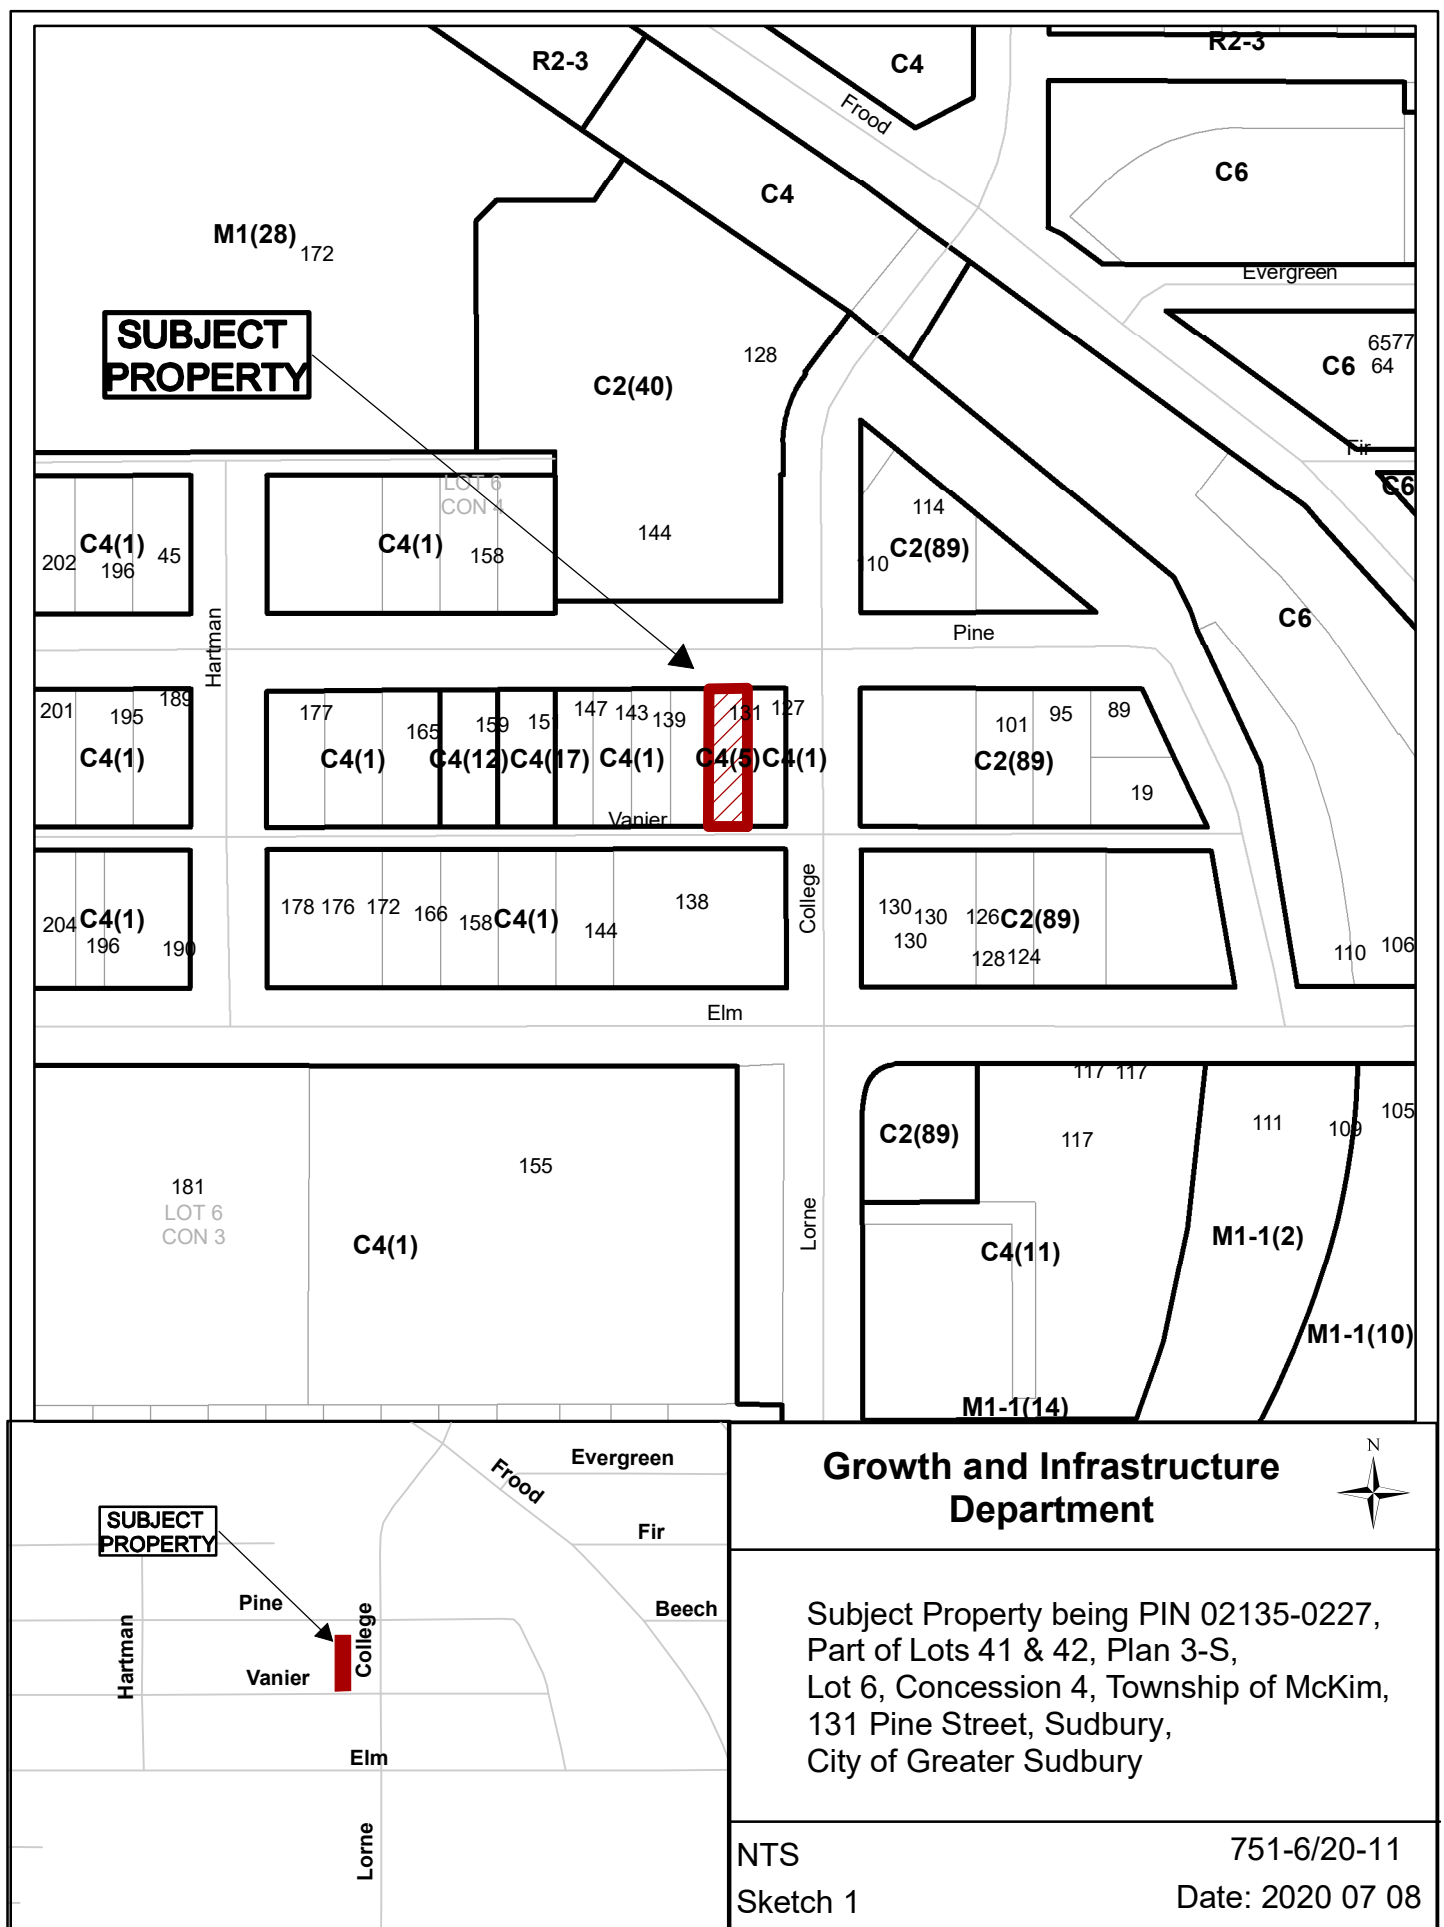 R2-3
C4
Frood
R2-3
C6
C4
M1(28)
172
Evergreen
SUBJECT
PROPERTY
128
C2(40)
6577
C6 64
Fir
C6
LOT 6
CON 4
144
114
C2(89)
110
202 C4(1) 196 45
C4(1) 158
C6
Hartman
Pine
201 195 189
C4(1)
177 165 159 151 147 143 139 131 127
C4(1) C4(12) C4(17) C4(1) C4(5) C4(1)
101 95 89
C2(89)
19
Vanier
204 C4(1) 196 190
178 176 172 166 158 C4(1) 144 138
College
130 130 126 C2(89)
130 128 124
110 106
Elm
117 117
C2(89)
117
111 109 105
155
181
LOT 6
CON 3
C4(1)
Lorne
C4(11)
M1-1(2)
M1-1(10)
M1-1(14)
Frood
Evergreen
SUBJECT
PROPERTY
Fir
Pine
Beech
Hartman
College
Vanier
Elm
Lorne
Growth and Infrastructure
Department
N
Subject Property being PIN 02135-0227,
Part of Lots 41 & 42, Plan 3-S,
Lot 6, Concession 4, Township of McKim,
131 Pine Street, Sudbury,
City of Greater Sudbury
NTS
751-6/20-11
Sketch 1
Date: 2020 07 08